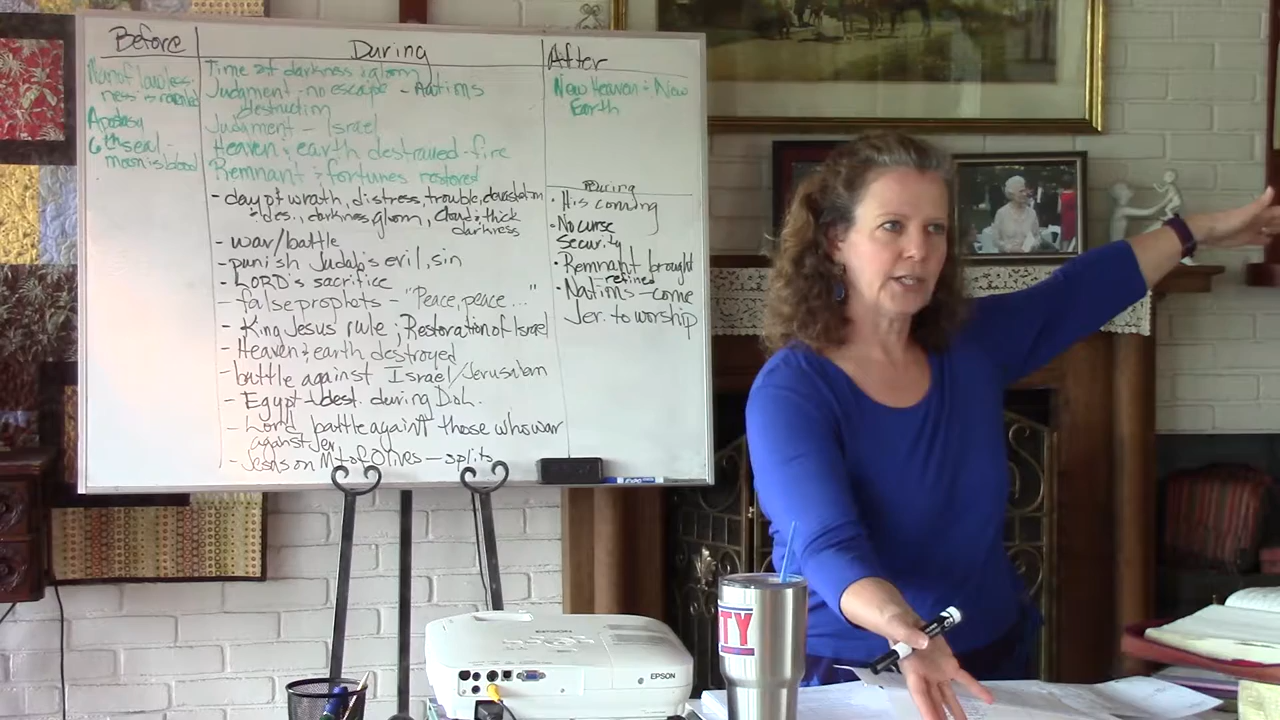 Before
During
After
Man of lawless-
ness is revealed
Apostasy
6th seal -
moon is blood
Time of darkness & gloom
Judgment - no escape - Nations
destruction
Judgment - Israel
Heaven & earth destroyed - fire
Remnant & fortunes restored
- day of wrath, distress, trouble, devastation
& des., darkness gloom, cloud & thick
darkness
- war/battle
- punish Judah's evil, sin
- LORD's sacrifice
- false prophets - "Peace, peace ..."
- King Jesus' rule ; Restoration of Israel
- Heaven & earth destroyed
- battle against Israel/Jerusalem
- Egypt dest. during DoL.
- Lord battle against those who war
against Jer.
- Jesus on Mt of Olives - splits
New Heaven & New
Earth
During
• His coming
• No curse
security
• Remnant brought
refined
• Nations - come
Jer. to worship
EXPO
EPSON
EPSON
TY